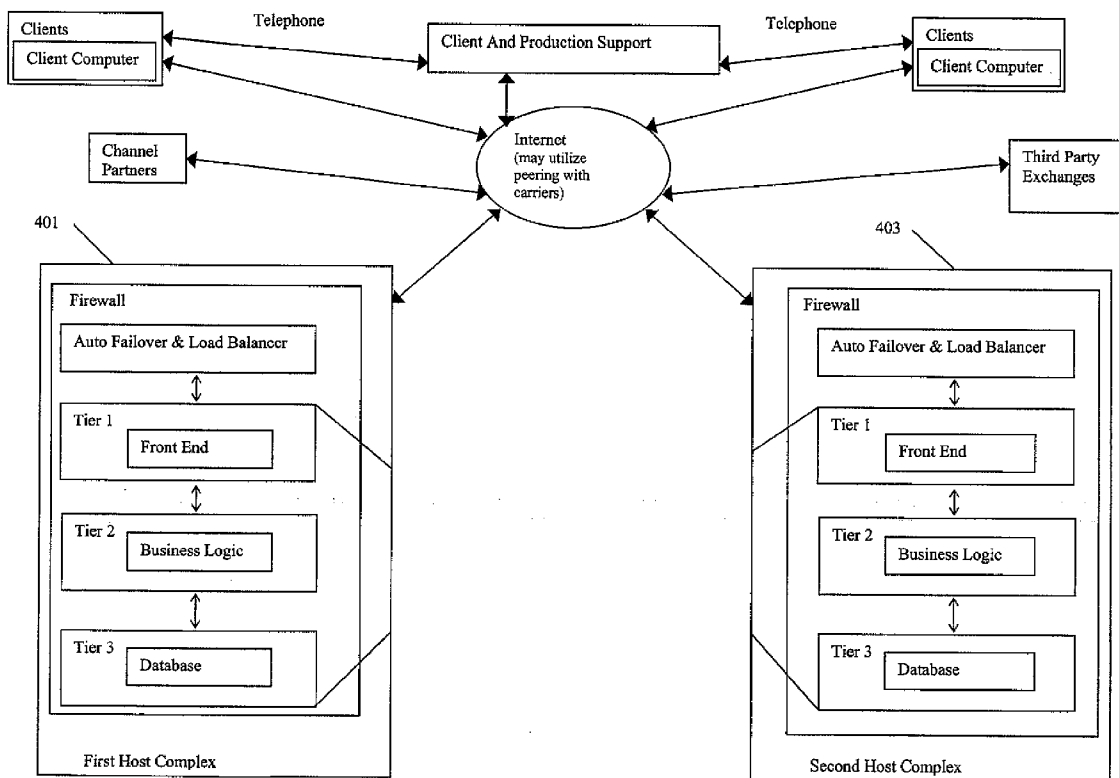 Clients
Client Computer
Telephone
Client And Production Support
Telephone
Clients
Client Computer
Channel
Partners
Internet
(may utilize
peering with
carriers)
Third Party
Exchanges
401
403
Firewall
Auto Failover & Load Balancer
Tier 1
Front End
Tier 2
Business Logic
Tier 3
Database
First Host Complex
Firewall
Auto Failover & Load Balancer
Tier 1
Front End
Tier 2
Business Logic
Tier 3
Database
Second Host Complex